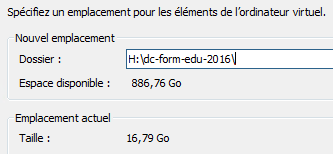 Spécifiez un emplacement pour les éléments de l'ordinateur virtuel.
Nouvel emplacement
Dossier : H:\dc-form-edu-2016\
Espace disponible : 886,76 Go
Emplacement actuel
Taille : 16,79 Go